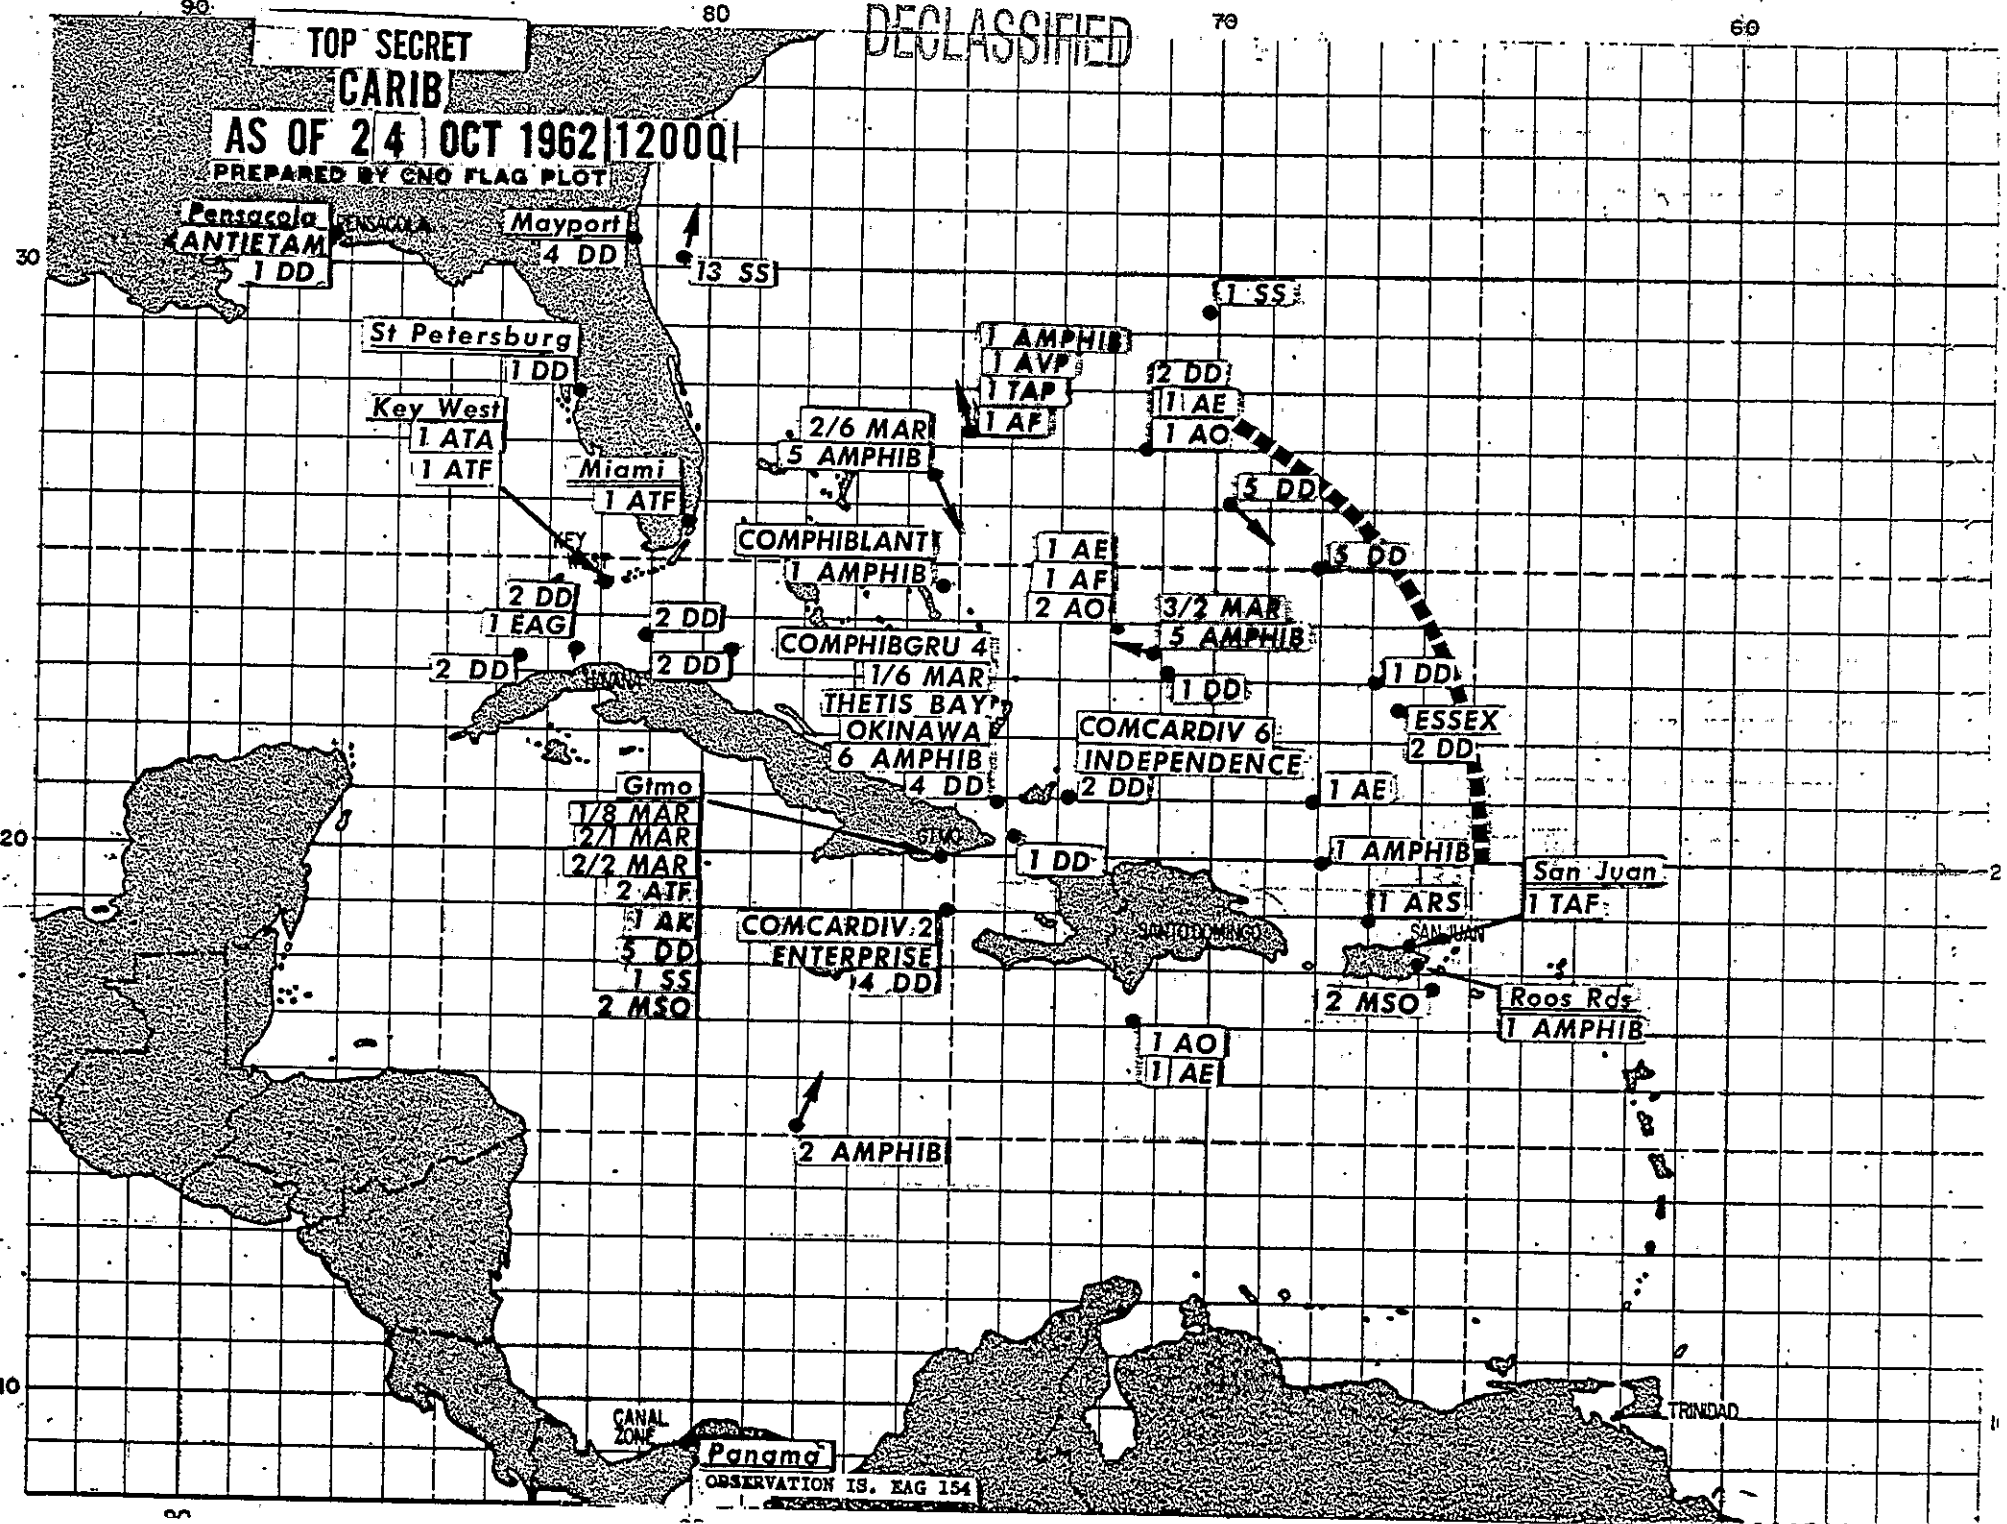 90
80
70
60
DECLASSIFIED
TOP SECRET
CARIB
AS OF 24 OCT 1962 1200Q
PREPARED BY CNO FLAG PLOT
Pensacola
ANTIETAM
1 DD
PENSACOLA
Mayport
4 DD
13 SS
30
1 SS
St Petersburg
1 DD
1 AMPHIB
1 AVP
1 TAP
1 AF
2 DD
1 AE
1 AO
Key West
1 ATA
1 ATF
2/6 MAR
5 AMPHIB
Miami
1 ATF
5 DD
KEY
COMPHIBLANT
1 AMPHIB
1 AE
1 AF
2 AO
5 DD
2 DD
1 EAG
2 DD
3/2 MAR
5 AMPHIB
2 DD
2 DD
HAVANA
COMPHIBGRU 4
1/6 MAR
THETIS BAY
OKINAWA
6 AMPHIB
4 DD
1 DD
1 DD
ESSEX
2 DD
COMCARDIV 6
INDEPENDENCE
2 DD
1 AE
Gtmo
1/8 MAR
2/1 MAR
2/2 MAR
2 ATF
1 AK
5 DD
1 SS
2 MSO
20
GTMO
1 DD
1 AMPHIB
San Juan
1 TAF
1 ARS
COMCARDIV 2
ENTERPRISE
4 DD
SANTO DOMINGO
SAN JUAN
2 MSO
Roos Rds
1 AMPHIB
1 AO
1 AE
2 AMPHIB
10
CANAL
ZONE
TRINIDAD
Panama
OBSERVATION IS. EAG 154
90